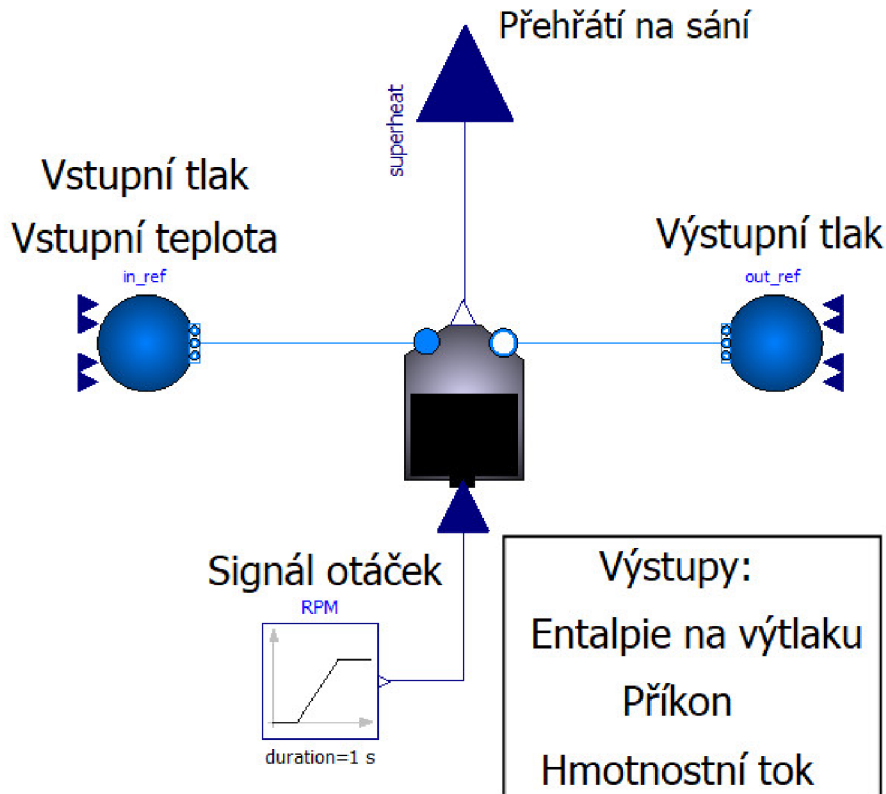 Přehřátí na sání
superheat
Vstupní tlak
Vstupní teplota
in_ref
Výstupní tlak
out_ref
Signál otáček
RPM
duration=1 s
Výstupy:
Entalpie na výtlaku
Příkon
Hmotnostní tok